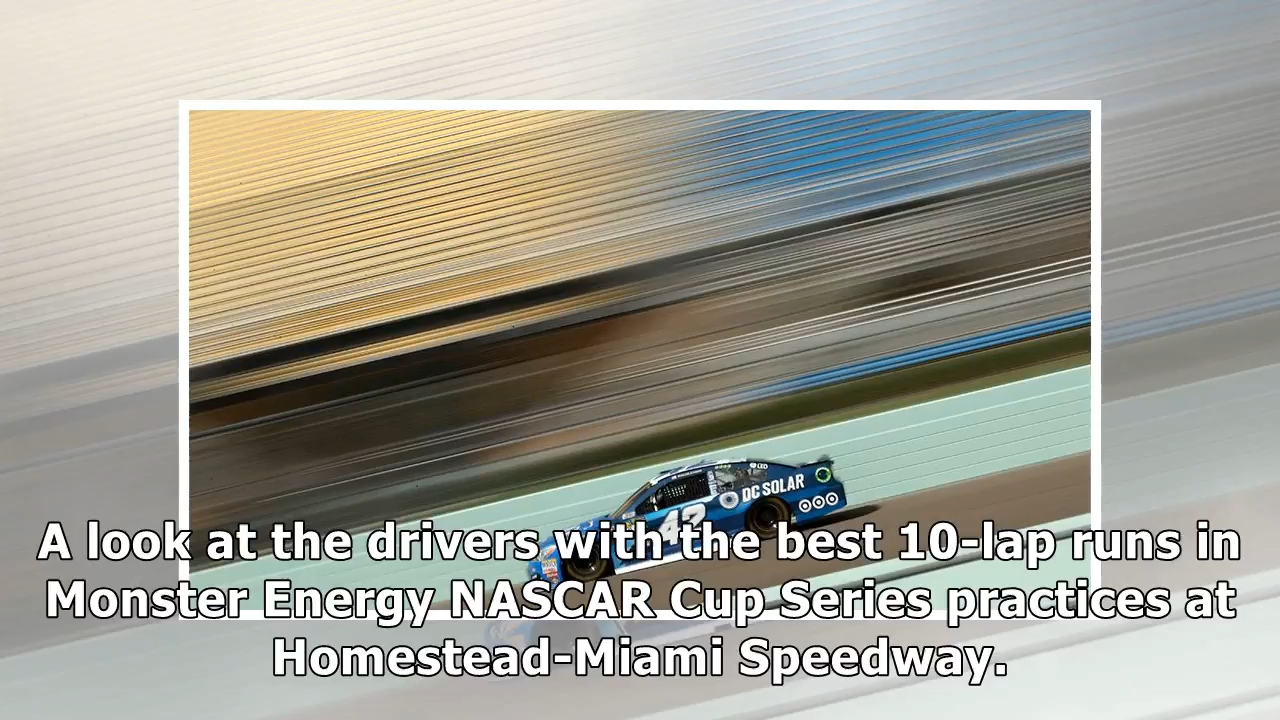 DC SOLAR
42
A look at the drivers with the best 10-lap runs in
Monster Energy NASCAR Cup Series practices at
Homestead-Miami Speedway.